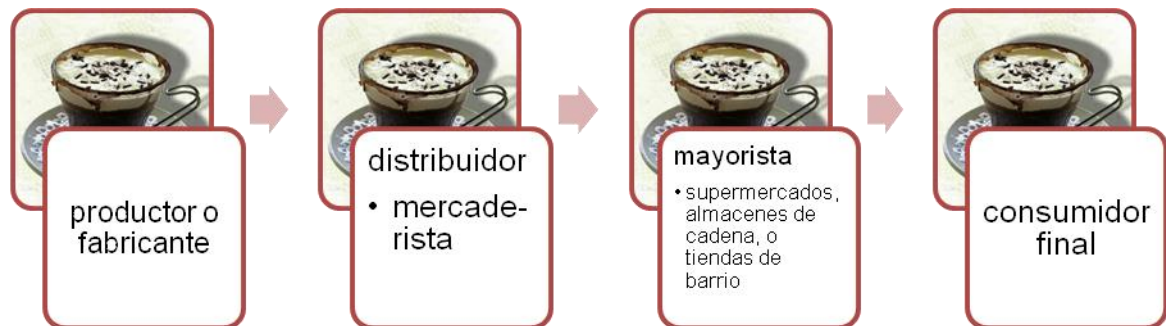 productor o
fabricante
distribuidor
• mercade-
rista
mayorista
• supermercados,
almacenes de
cadena, o
tiendas de
barrio
consumidor
final